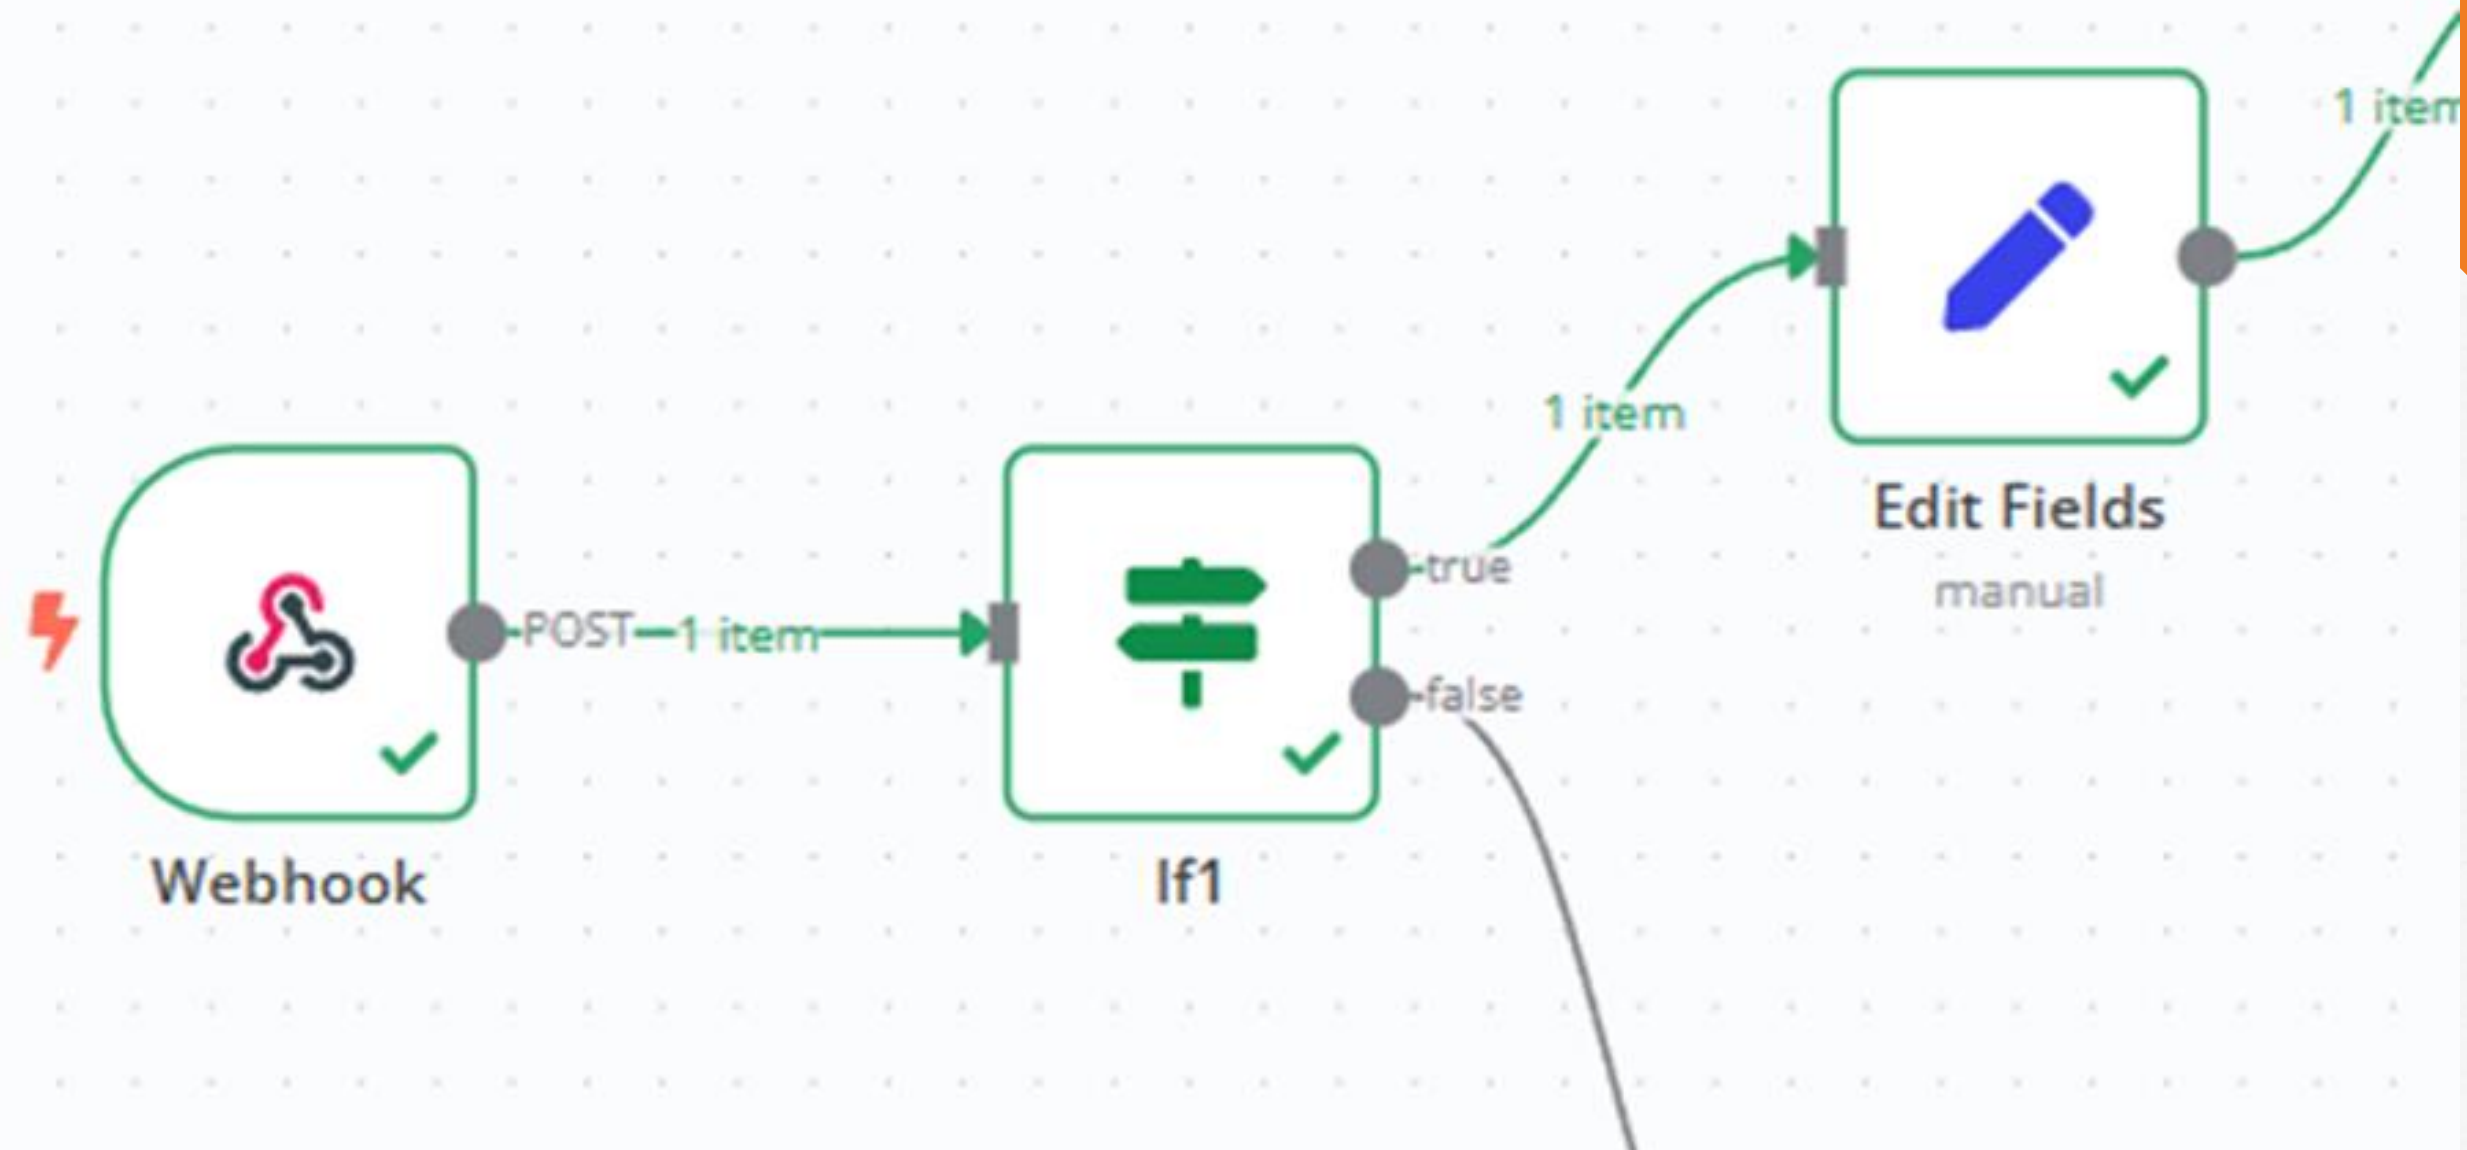 1 item
1 item
Edit Fields
manual
POST
1 item
true
false
Webhook
If1